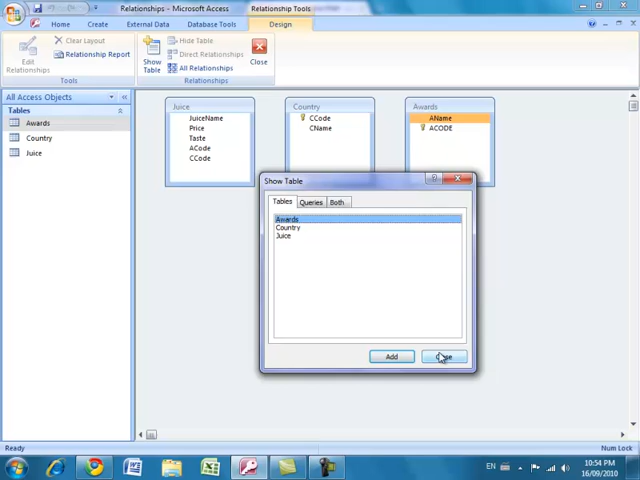 Relationships – Microsoft Access
Relationship Tools
Home
Create
External Data
Database Tools
Design
Edit Relationships
Clear Layout
Relationship Report
Tools
Show Table
Hide Table
Direct Relationships
All Relationships
Relationships
Close
All Access Objects
Tables
Awards
Country
Juice
Juice
JuiceName
Price
Taste
ACode
CCode
Country
CCode
CName
Awards
AName
ACODE
Show Table
Tables
Queries
Both
Awards
Country
Juice
Add
Close
Ready
Num Lock
EN
10:54 PM
16/09/2010